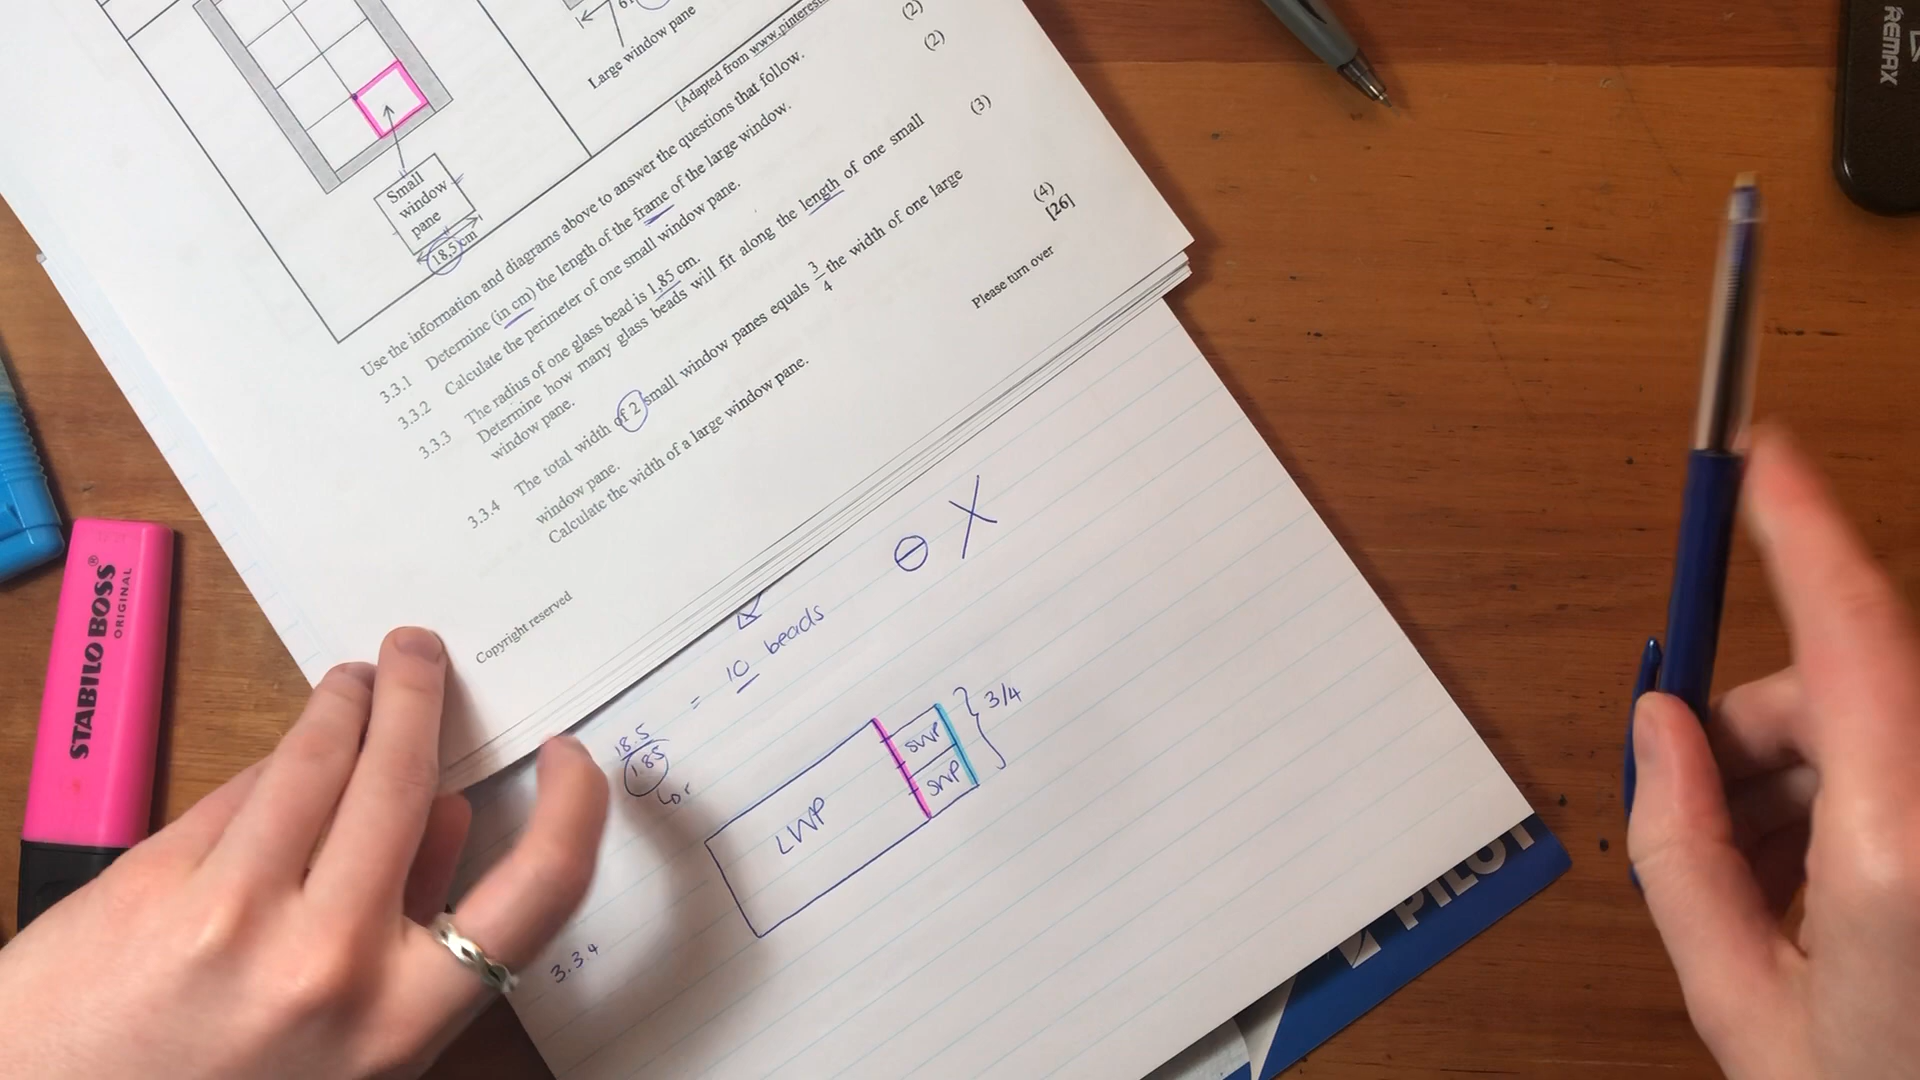 Small
window
pane
18,5 cm
Large window pane
[Adapted from www.pinterest
Use the information and diagrams above to answer the questions that follow.
3.3.1 Determine (in cm) the length of the frame of the large window. (2)
3.3.2 Calculate the perimeter of one small window pane. (2)
3.3.3 The radius of one glass bead is 1,85 cm.
Determine how many glass beads will fit along the length of one small
window pane. (3)
3.3.4 The total width of 2 small window panes equals 3/4 the width of one large
window pane.
Calculate the width of a large window pane. (4)
[26]
Copyright reserved
Please turn over
18.5
1.85
= 10 beads
3.3.4
LWP
SWP
SWP
3/4
STABILO BOSS®
ORIGINAL
PILOT
REMAX